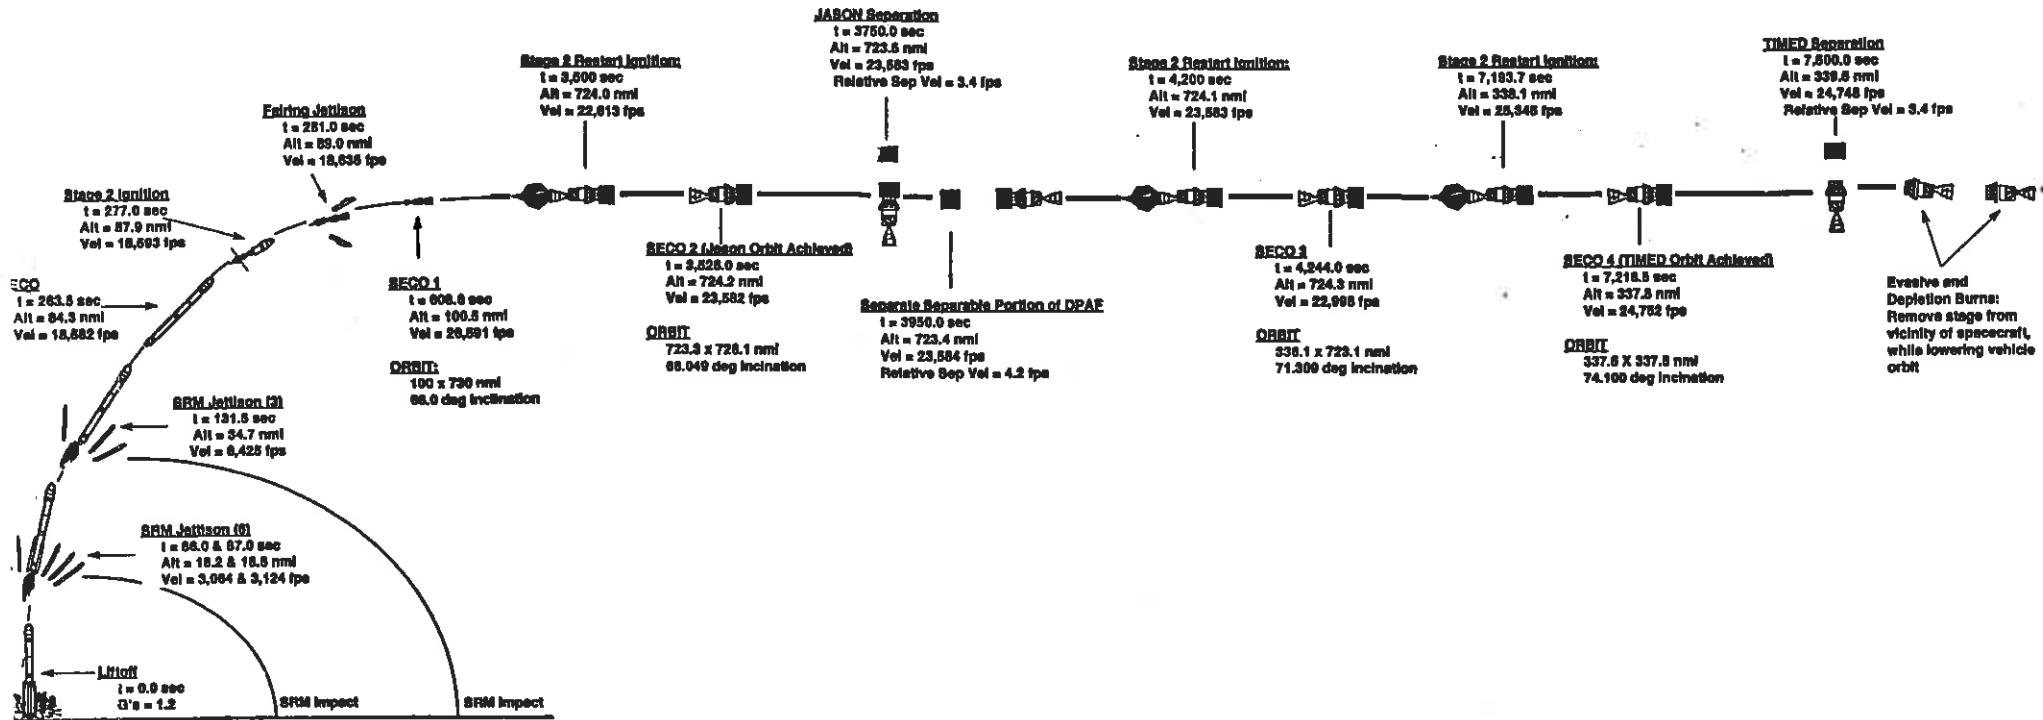 JASON Separation
t = 3750.0 sec
Alt = 723.5 nmi
Vel = 23,583 fps
Relative Sep Vel = 3.4 fps
TIMED Separation
t = 7,500.0 sec
Alt = 339.5 nmi
Vel = 24,748 fps
Relative Sep Vel = 3.4 fps
Stage 2 Restart Ignition:
t = 3,500 sec
Alt = 724.0 nmi
Vel = 22,613 fps
Stage 2 Restart Ignition:
t = 4,200 sec
Alt = 724.1 nmi
Vel = 23,583 fps
Stage 2 Restart Ignition:
t = 7,193.7 sec
Alt = 338.1 nmi
Vel = 25,345 fps
Fairing Jettison
t = 281.0 sec
Alt = 89.0 nmi
Vel = 18,635 fps
Stage 2 Ignition
t = 277.0 sec
Alt = 87.9 nmi
Vel = 18,593 fps
ECO
t = 263.5 sec
Alt = 84.3 nmi
Vel = 18,582 fps
SECO 1
t = 608.6 sec
Alt = 100.5 nmi
Vel = 26,591 fps
ORBIT:
100 x 730 nmi
66.0 deg inclination
SECO 2 (Jason Orbit Achieved)
t = 3,526.0 sec
Alt = 724.2 nmi
Vel = 23,582 fps
ORBIT
723.3 x 726.1 nmi
66.049 deg incination
Separate Separable Portion of DPAF
t = 3950.0 sec
Alt = 723.4 nmi
Vel = 23,584 fps
Relative Sep Vel = 4.2 fps
SECO 3
t = 4,244.0 sec
Alt = 724.3 nmi
Vel = 22,998 fps
ORBIT
336.1 x 723.1 nmi
71.309 deg incination
SECO 4 (TIMED Orbit Achieved)
t = 7,216.5 sec
Alt = 337.8 nmi
Vel = 24,752 fps
ORBIT
337.6 X 337.8 nmi
74.100 deg incination
Evasive and
Depletion Burns:
Remove stage from
vicinity of spacecraft,
while lowering vehicle
orbit
SRM Jettison (3)
t = 131.5 sec
Alt = 34.7 nmi
Vel = 8,425 fps
SRM Jettison (6)
t = 66.0 & 67.0 sec
Alt = 18.2 & 18.6 nmi
Vel = 3,064 & 3,124 fps
Liftoff
t = 0.0 sec
G's = 1.2
SRM Impact
SRM Impact